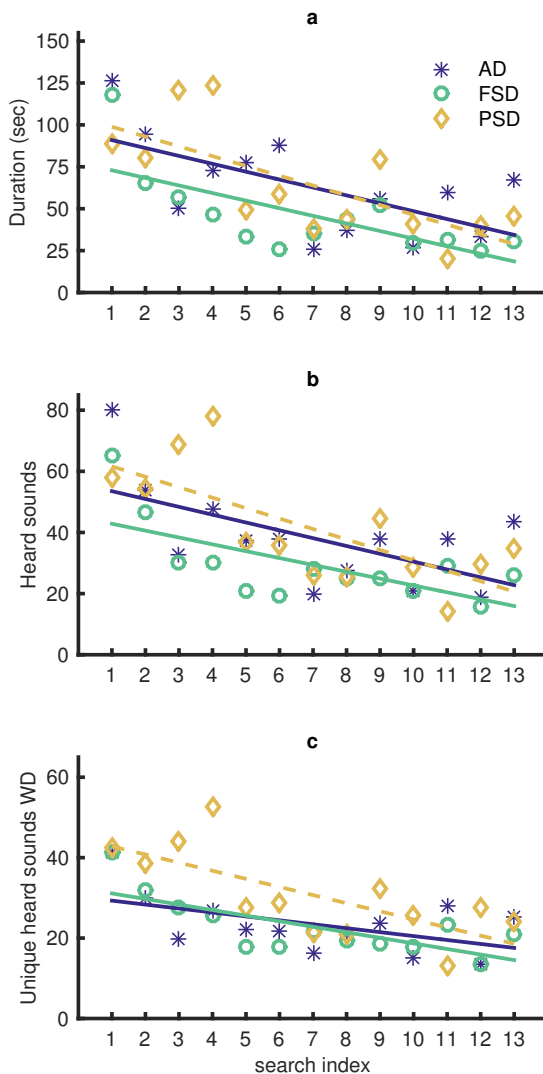 a
150
125
100
75
50
25
0
Duration (sec)
AD
FSD
PSD
1 2 3 4 5 6 7 8 9 10 11 12 13
b
80
60
40
20
0
Heard sounds
1 2 3 4 5 6 7 8 9 10 11 12 13
c
60
40
20
0
Unique heard sounds WD
1 2 3 4 5 6 7 8 9 10 11 12 13
search index